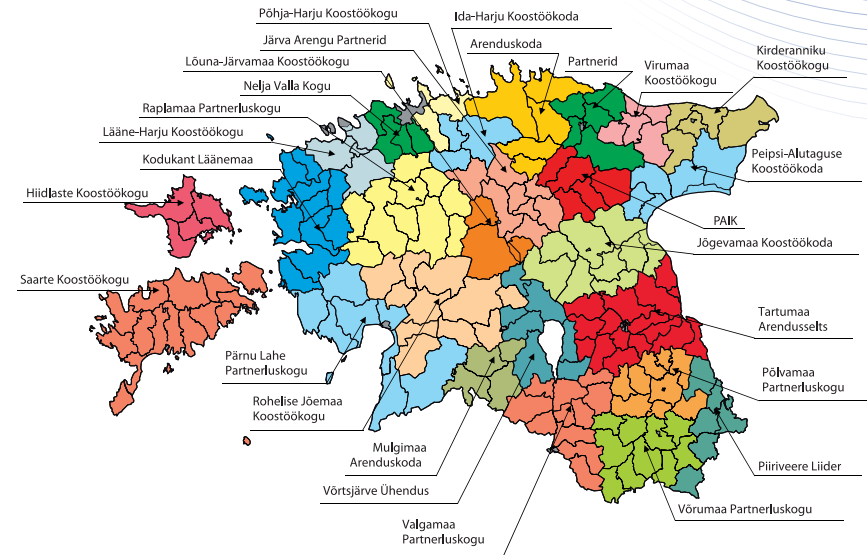 Põhja-Harju Koostöökogu
Ida-Harju Koostöökoda
Järva Arengu Partnerid
Arenduskoda
Kirderanniku
Koostöökogu
Lõuna-Järvamaa Koostöökogu
Partnerid
Virumaa
Koostöökogu
Nelja Valla Kogu
Raplamaa Partnerluskogu
Lääne-Harju Koostöökogu
Kodukant Läänemaa
Peipsi-Alutaguse
Koostöökoda
Hiidlaste Koostöökogu
PAIK
Jõgevamaa Koostöökoda
Saarte Koostöökogu
Tartumaa
Arendusselts
Pärnu Lahe
Partnerluskogu
Põlvamaa
Partnerluskogu
Rohelise Jõemaa
Koostöökogu
Mulgimaa
Arenduskoda
Piiriveere Liider
Võrtsjärve Ühendus
Võrumaa Partnerluskogu
Valgamaa
Partnerluskogu